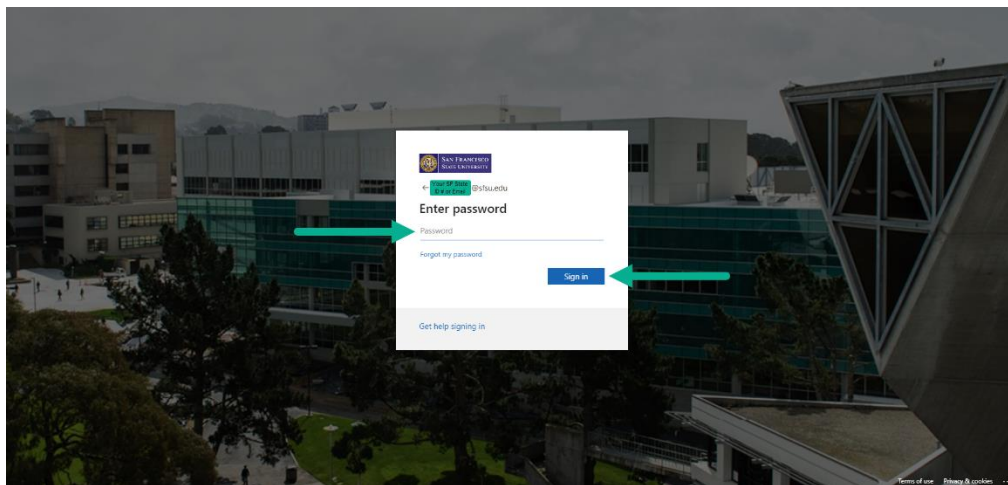 SAN FRANCISCO
STATE UNIVERSITY
Your SF State
ID # or Email @sfsu.edu
Enter password
Password
Forgot my password
Sign in
Get help signing in
Terms of use Privacy & cookies